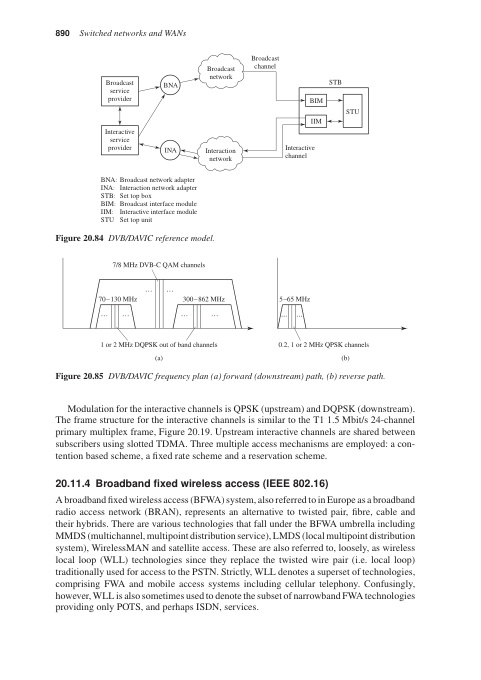 890 Switched networks and WANs
Broadcast
channel
Broadcast
service
provider
BNA
Broadcast
network
STB
BIM
STU
IIM
Interactive
service
provider
INA
Interaction
network
Interactive
channel
BNA: Broadcast network adapter
INA: Interaction network adapter
STB: Set top box
BIM: Broadcast interface module
IIM: Interactive interface module
STU Set top unit
Figure 20.84 DVB/DAVIC reference model.
7/8 MHz DVB-C QAM channels
... ...
70–130 MHz
300–862 MHz
5–65 MHz
... ... ... ... ... ...
1 or 2 MHz DQPSK out of band channels
0.2, 1 or 2 MHz QPSK channels
(a)
(b)
Figure 20.85 DVB/DAVIC frequency plan (a) forward (downstream) path, (b) reverse path.
Modulation for the interactive channels is QPSK (upstream) and DQPSK (downstream).
The frame structure for the interactive channels is similar to the T1 1.5 Mbit/s 24-channel
primary multiplex frame, Figure 20.19. Upstream interactive channels are shared between
subscribers using slotted TDMA. Three multiple access mechanisms are employed: a con-
tention based scheme, a fixed rate scheme and a reservation scheme.
20.11.4 Broadband fixed wireless access (IEEE 802.16)
A broadband fixed wireless access (BFWA) system, also referred to in Europe as a broadband
radio access network (BRAN), represents an alternative to twisted pair, fibre, cable and
their hybrids. There are various technologies that fall under the BFWA umbrella including
MMDS (multichannel, multipoint distribution service), LMDS (local multipoint distribution
system), WirelessMAN and satellite access. These are also referred to, loosely, as wireless
local loop (WLL) technologies since they replace the twisted wire pair (i.e. local loop)
traditionally used for access to the PSTN. Strictly, WLL denotes a superset of technologies,
comprising FWA and mobile access systems including cellular telephony. Confusingly,
however, WLL is also sometimes used to denote the subset of narrowband FWA technologies
providing only POTS, and perhaps ISDN, services.